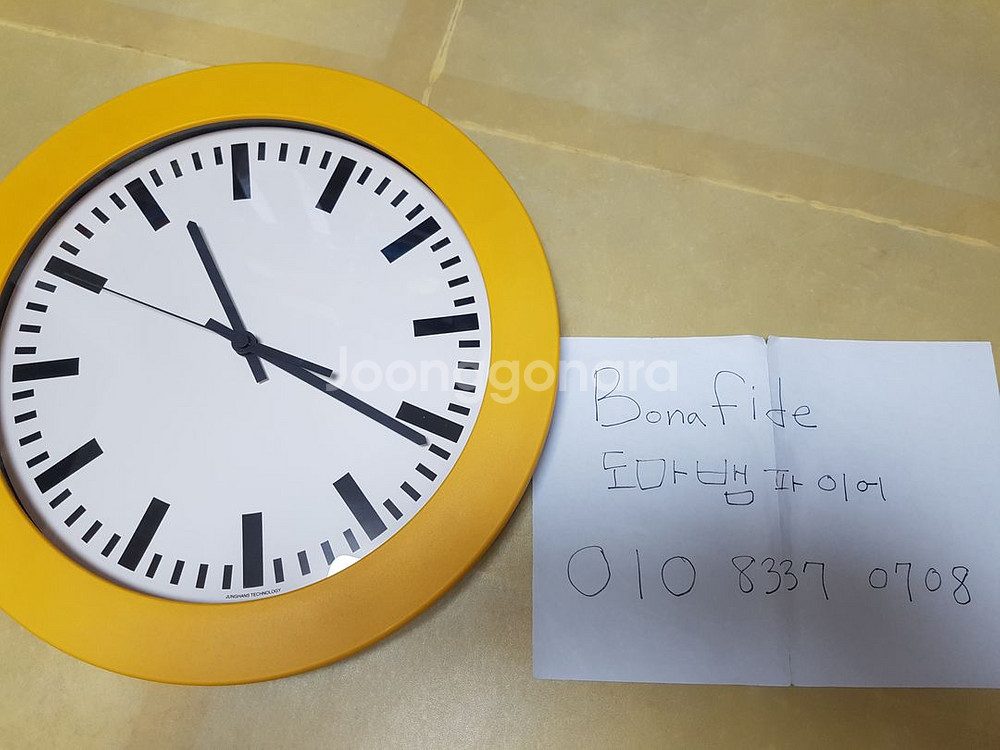 JUNGHANS TECHNOLOGY
Joonggonara
Bonafide
도마뱀 파이어
010 8337 0708